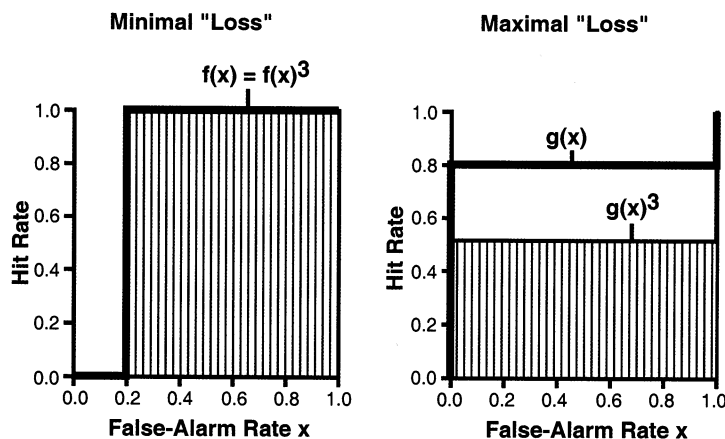 Minimal "Loss"
f(x) = f(x)3
1.0
0.8
0.6
0.4
0.2
0.0
Hit Rate
0.0 0.2 0.4 0.6 0.8 1.0
False-Alarm Rate x
Maximal "Loss"
g(x)
g(x)3
1.0
0.8
0.6
0.4
0.2
0.0
Hit Rate
0.0 0.2 0.4 0.6 0.8 1.0
False-Alarm Rate x